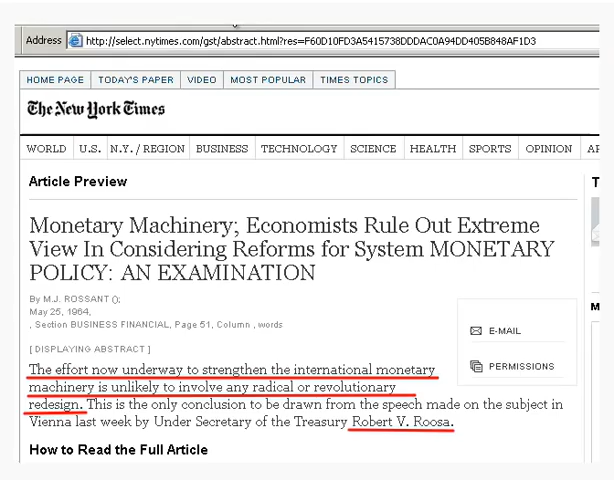 Address http://select.nytimes.com/gst/abstract.html?res=F60D10FD3A5415738DDDAC0A94DD405B848AF1D3
HOME PAGE TODAY'S PAPER VIDEO MOST POPULAR TIMES TOPICS
The New York Times
WORLD U.S. N.Y. / REGION BUSINESS TECHNOLOGY SCIENCE HEALTH SPORTS OPINION
Article Preview
Monetary Machinery; Economists Rule Out Extreme
View In Considering Reforms for System MONETARY
POLICY: AN EXAMINATION
By M.J. ROSSANT ();
May 25, 1964,
, Section BUSINESS FINANCIAL, Page 51, Column , words
[ DISPLAYING ABSTRACT ]
The effort now underway to strengthen the international monetary
machinery is unlikely to involve any radical or revolutionary
redesign. This is the only conclusion to be drawn from the speech made on the subject in
Vienna last week by Under Secretary of the Treasury Robert V. Roosa.
How to Read the Full Article
E-MAIL
PERMISSIONS